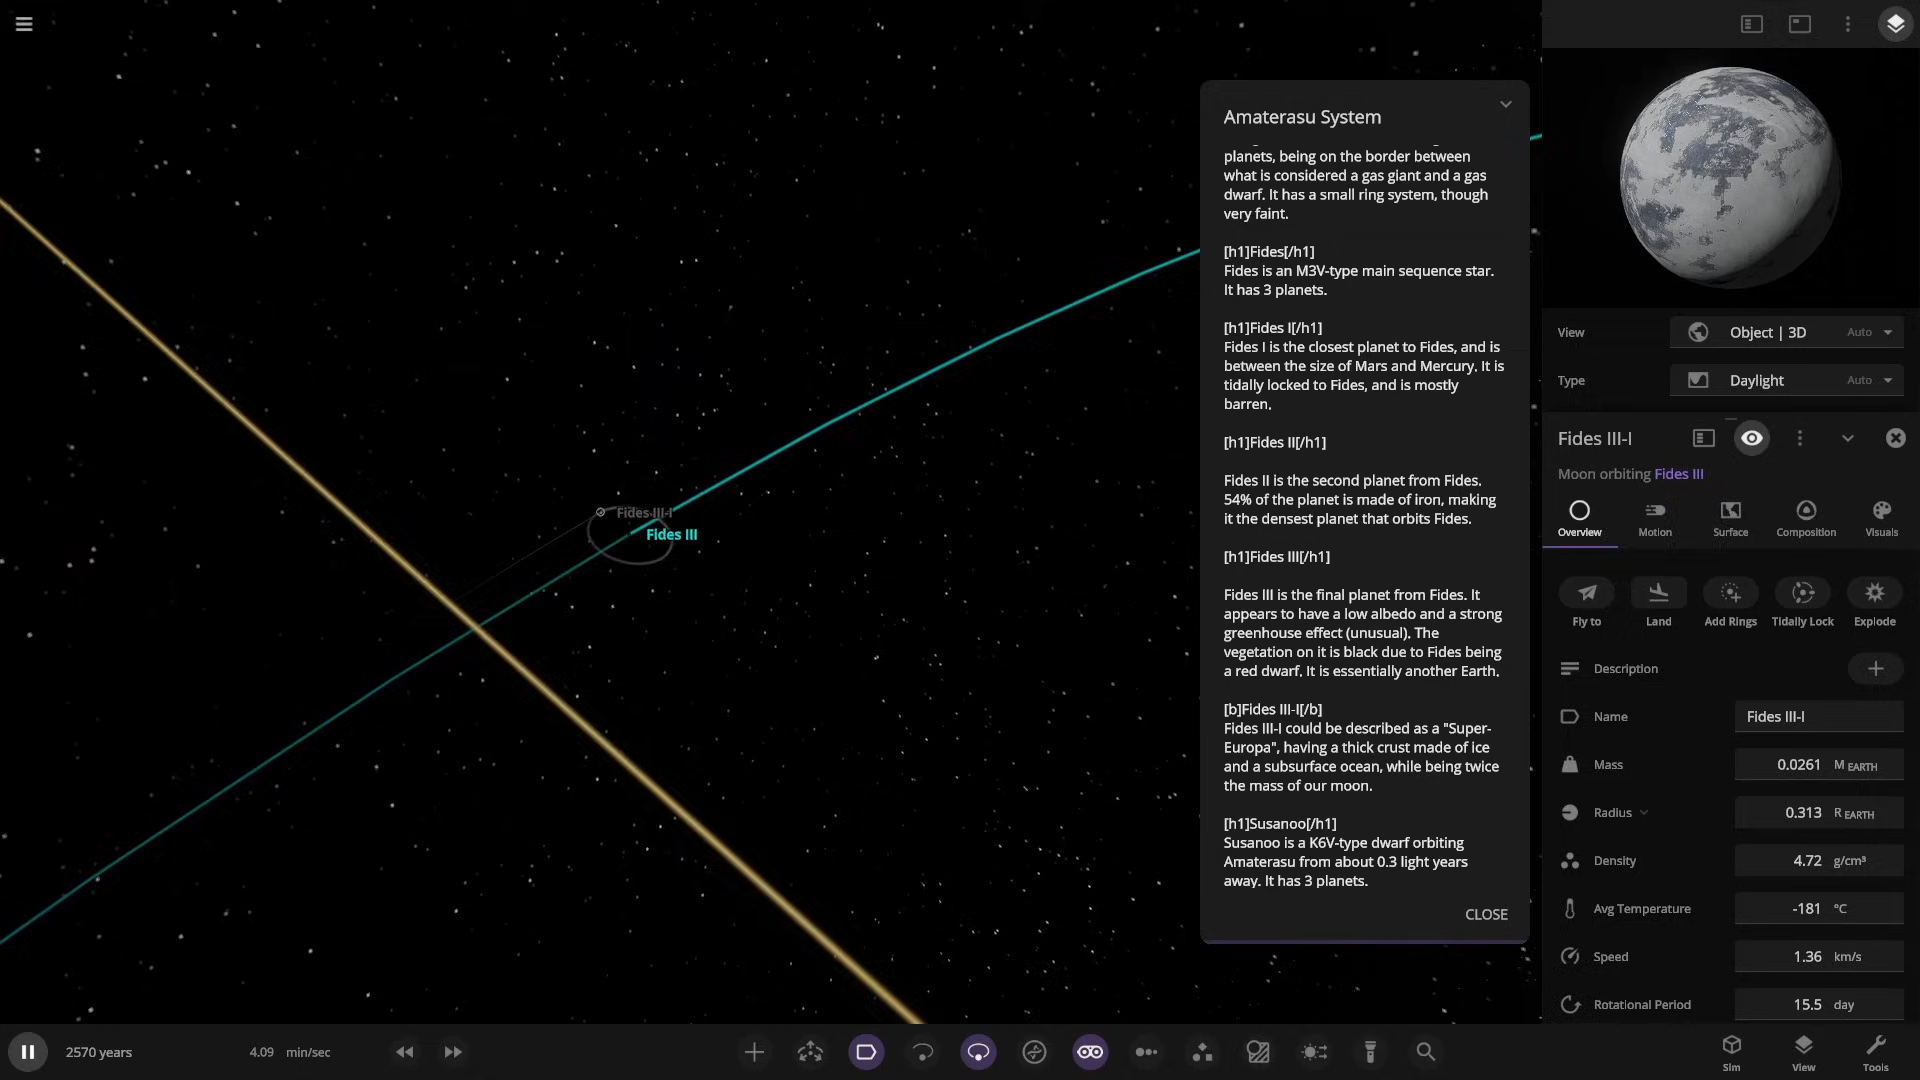 Amaterasu System
planets, being on the border between
what is considered a gas giant and a gas
dwarf. It has a small ring system, though
very faint.
[h1]Fides[/h1]
Fides is an M3V-type main sequence star.
It has 3 planets.
[h1]Fides I[/h1]
Fides I is the closest planet to Fides, and is
between the size of Mars and Mercury. It is
tidally locked to Fides, and is mostly
barren.
[h1]Fides II[/h1]
Fides II is the second planet from Fides.
54% of the planet is made of iron, making
it the densest planet that orbits Fides.
[h1]Fides III[/h1]
Fides III is the final planet from Fides. It
appears to have a low albedo and a strong
greenhouse effect (unusual). The
vegetation on it is black due to Fides being
a red dwarf. It is essentially another Earth.
[b]Fides III-I[/b]
Fides III-I could be described as a "Super-
Europa", having a thick crust made of ice
and a subsurface ocean, while being twice
the mass of our moon.
[h1]Susanoo[/h1]
Susanoo is a K6V-type dwarf orbiting
Amaterasu from about 0.3 light years
away. It has 3 planets.
CLOSE
Fides III-I
Fides III
View Object | 3D Auto
Type Daylight Auto
Fides III-I
Moon orbiting Fides III
Overview Motion Surface Composition Visuals
Fly to Land Add Rings Tidally Lock Explode
Description
Name Fides III-I
Mass 0.0261 M EARTH
Radius 0.313 R EARTH
Density 4.72 g/cm³
Avg Temperature -181 °C
Speed 1.36 km/s
Rotational Period 15.5 day
2570 years 4.09 min/sec
Sim View Tools